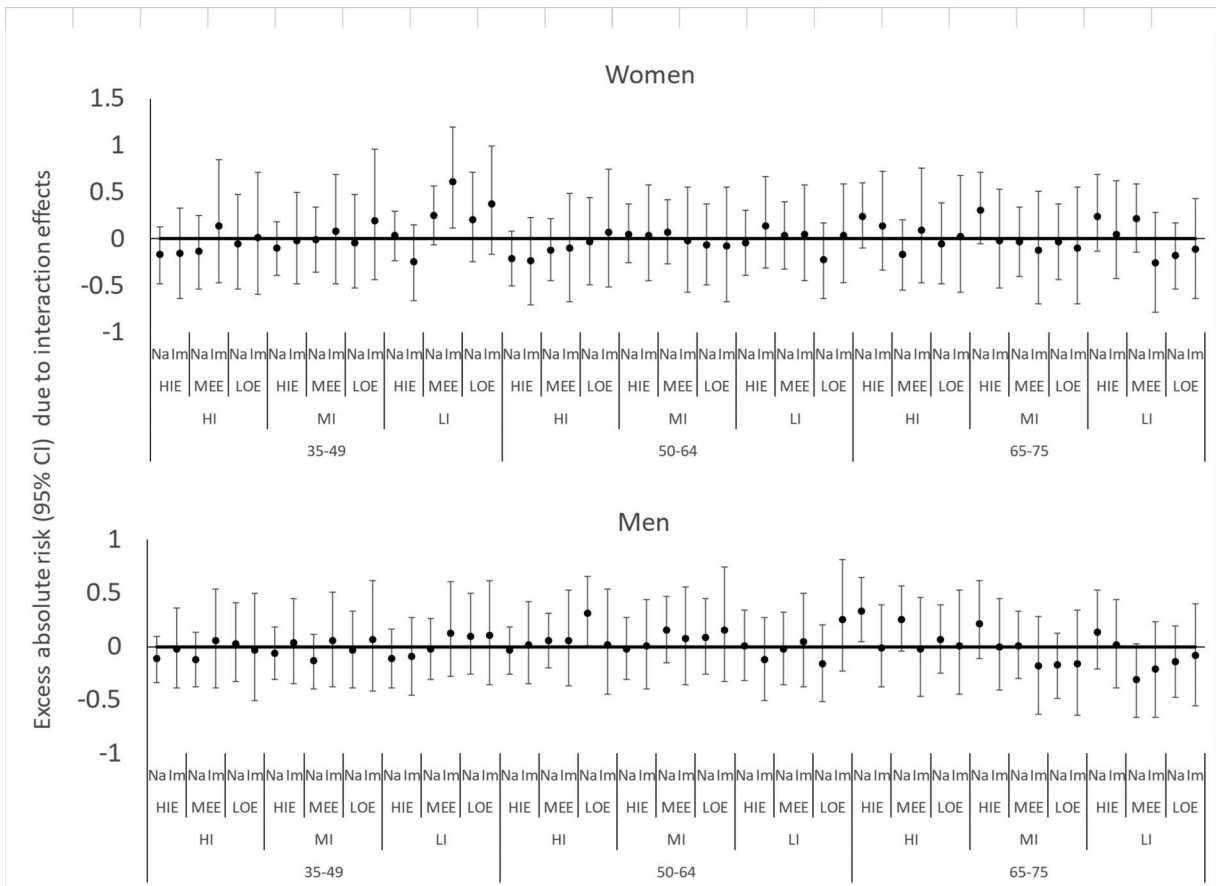 Women
Excess absolute risk (95% CI) due to interaction effects
1.5
1
0.5
0
-0.5
-1
Na Im Na Im Na Im Na Im Na Im Na Im Na Im Na Im Na Im Na Im Na Im Na Im Na Im Na Im Na Im Na Im Na Im Na Im Na Im Na Im Na Im Na Im Na Im Na Im Na Im Na Im Na Im
HIE MEE LOE HIE MEE LOE HIE MEE LOE HIE MEE LOE HIE MEE LOE HIE MEE LOE HIE MEE LOE HIE MEE LOE HIE MEE LOE
HI MI LI HI MI LI HI MI LI
35-49 50-64 65-75
Men
1
0.5
0
-0.5
-1
Na Im Na Im Na Im Na Im Na Im Na Im Na Im Na Im Na Im Na Im Na Im Na Im Na Im Na Im Na Im Na Im Na Im Na Im Na Im Na Im Na Im Na Im Na Im Na Im Na Im Na Im Na Im
HIE MEE LOE HIE MEE LOE HIE MEE LOE HIE MEE LOE HIE MEE LOE HIE MEE LOE HIE MEE LOE HIE MEE LOE HIE MEE LOE
HI MI LI HI MI LI HI MI LI
35-49 50-64 65-75